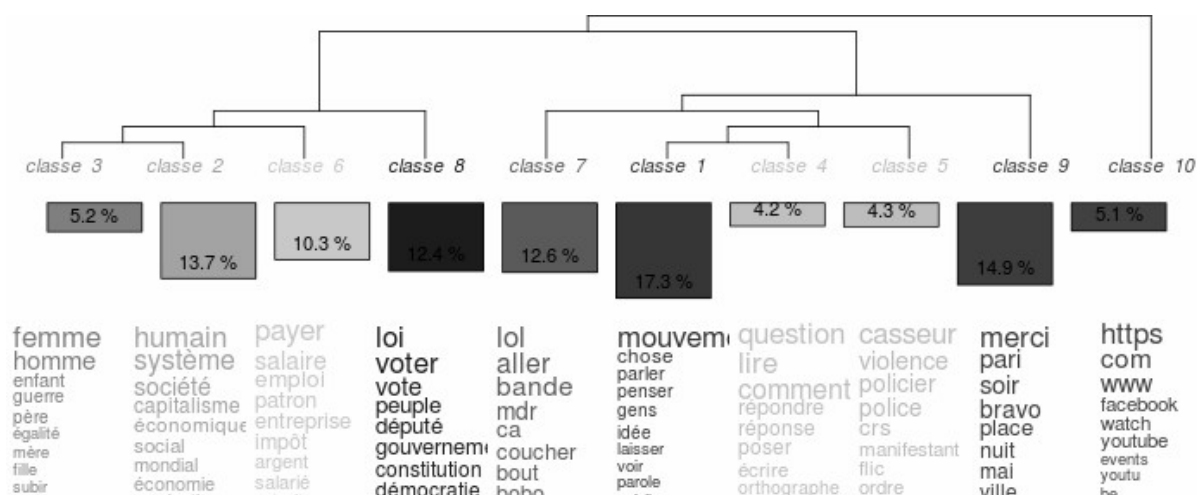 classe 3 classe 2 classe 6 classe 8 classe 7 classe 1 classe 4 classe 5 classe 9 classe 10
5.2 % 13.7 % 10.3 % 12.4 % 12.6 % 17.3 % 4.2 % 4.3 % 14.9 % 5.1 %
femme
homme
enfant
guerre
père
égalité
mère
fille
subir
humain
système
société
capitalisme
économique
social
mondial
économie
payer
salaire
emploi
patron
entreprise
impôt
argent
salarié
loi
voter
vote
peuple
député
gouvernem
constitution
démocratie
lol
aller
bande
mdr
ca
coucher
bout
bobo
mouveme
chose
parler
penser
gens
idée
laisser
voir
parole
question
lire
comment
répondre
réponse
poser
écrire
orthographe
casseur
violence
policier
police
crs
manifestant
flic
ordre
merci
pari
soir
bravo
place
nuit
mai
ville
https
com
www
facebook
watch
youtube
events
youtu
be